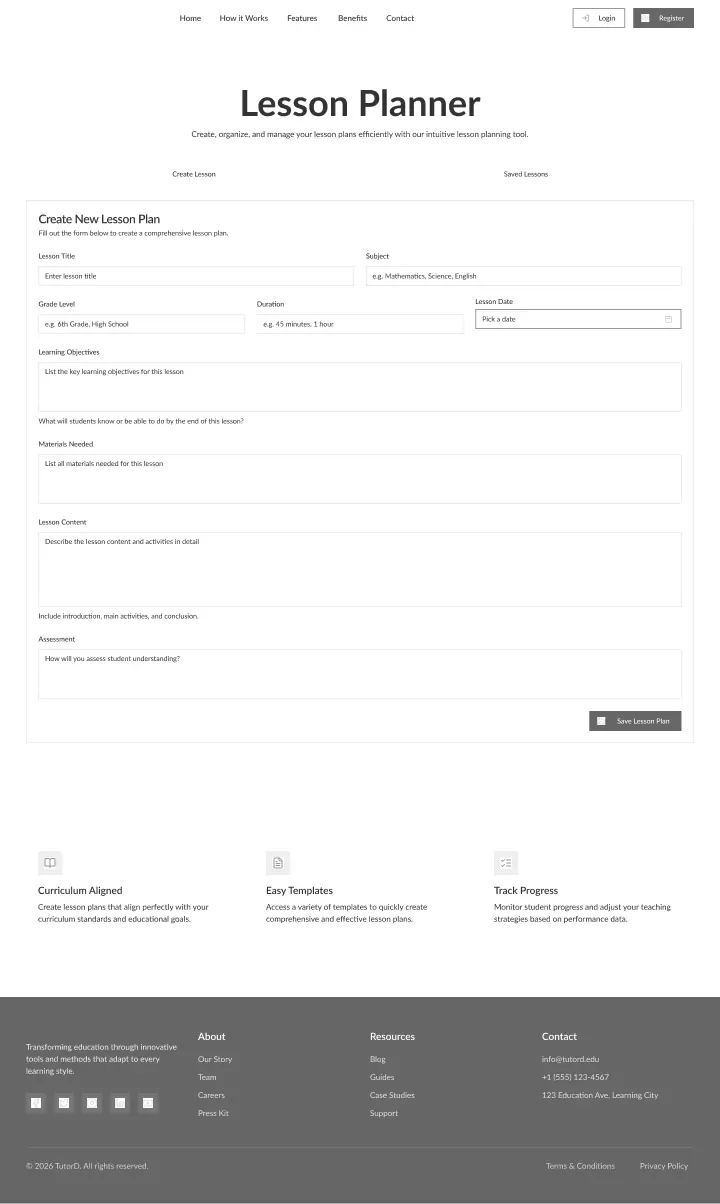 Home How it Works Features Benefits Contact Login Register
Lesson Planner
Create, organize, and manage your lesson plans efficiently with our intuitive lesson planning tool.
Create Lesson Saved Lessons
Create New Lesson Plan
Fill out the form below to create a comprehensive lesson plan.
Lesson Title Subject
Enter lesson title e.g. Mathematics, Science, English
Grade Level Duration Lesson Date
e.g. 6th Grade, High School e.g. 45 minutes, 1 hour Pick a date
Learning Objectives
List the key learning objectives for this lesson
What will students know or be able to do by the end of this lesson?
Materials Needed
List all materials needed for this lesson
Lesson Content
Describe the lesson content and activities in detail
Include introduction, main activities, and conclusion.
Assessment
How will you assess student understanding?
Save Lesson Plan
Curriculum Aligned
Create lesson plans that align perfectly with your
curriculum standards and educational goals.
Easy Templates
Access a variety of templates to quickly create
comprehensive and effective lesson plans.
Track Progress
Monitor student progress and adjust your teaching
strategies based on performance data.
Transforming education through innovative
tools and methods that adapt to every
learning style.
About
Our Story
Team
Careers
Press Kit
Resources
Blog
Guides
Case Studies
Support
Contact
info@tutord.edu
+1 (555) 123-4567
123 Education Ave, Learning City
© 2026 TutorD. All rights reserved. Terms & Conditions Privacy Policy